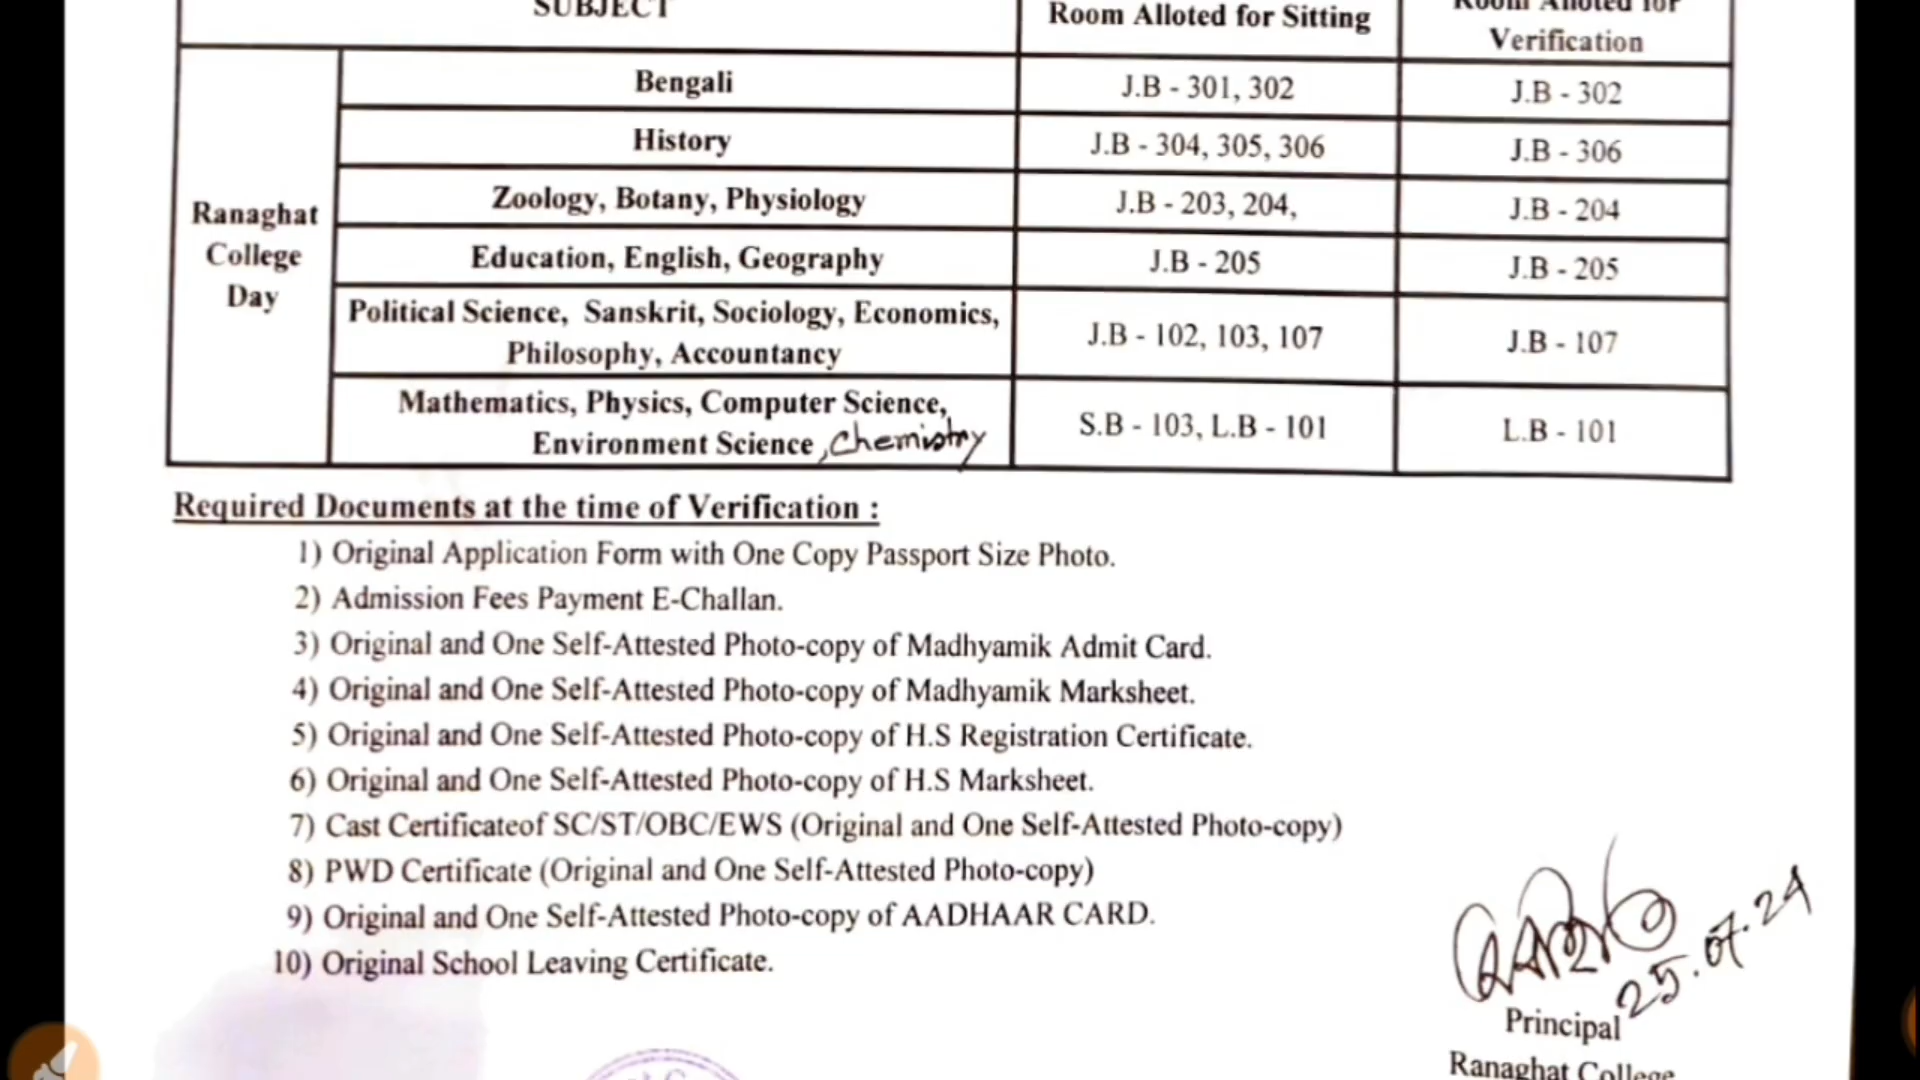 SUBJECT
Room Alloted for Sitting
Room Alloted for
Verification
Ranaghat
College
Day
Bengali
J.B - 301, 302
J.B - 302
History
J.B - 304, 305, 306
J.B - 306
Zoology, Botany, Physiology
J.B - 203, 204,
J.B - 204
Education, English, Geography
J.B - 205
J.B - 205
Political Science, Sanskrit, Sociology, Economics,
Philosophy, Accountancy
J.B - 102, 103, 107
J.B - 107
Mathematics, Physics, Computer Science,
Environment Science ,Chemistry
S.B - 103, L.B - 101
L.B - 101
Required Documents at the time of Verification :
1) Original Application Form with One Copy Passport Size Photo.
2) Admission Fees Payment E-Challan.
3) Original and One Self-Attested Photo-copy of Madhyamik Admit Card.
4) Original and One Self-Attested Photo-copy of Madhyamik Marksheet.
5) Original and One Self-Attested Photo-copy of H.S Registration Certificate.
6) Original and One Self-Attested Photo-copy of H.S Marksheet.
7) Cast Certificateof SC/ST/OBC/EWS (Original and One Self-Attested Photo-copy)
8) PWD Certificate (Original and One Self-Attested Photo-copy)
9) Original and One Self-Attested Photo-copy of AADHAAR CARD.
10) Original School Leaving Certificate.
25.07.24
Principal
Ranaghat College